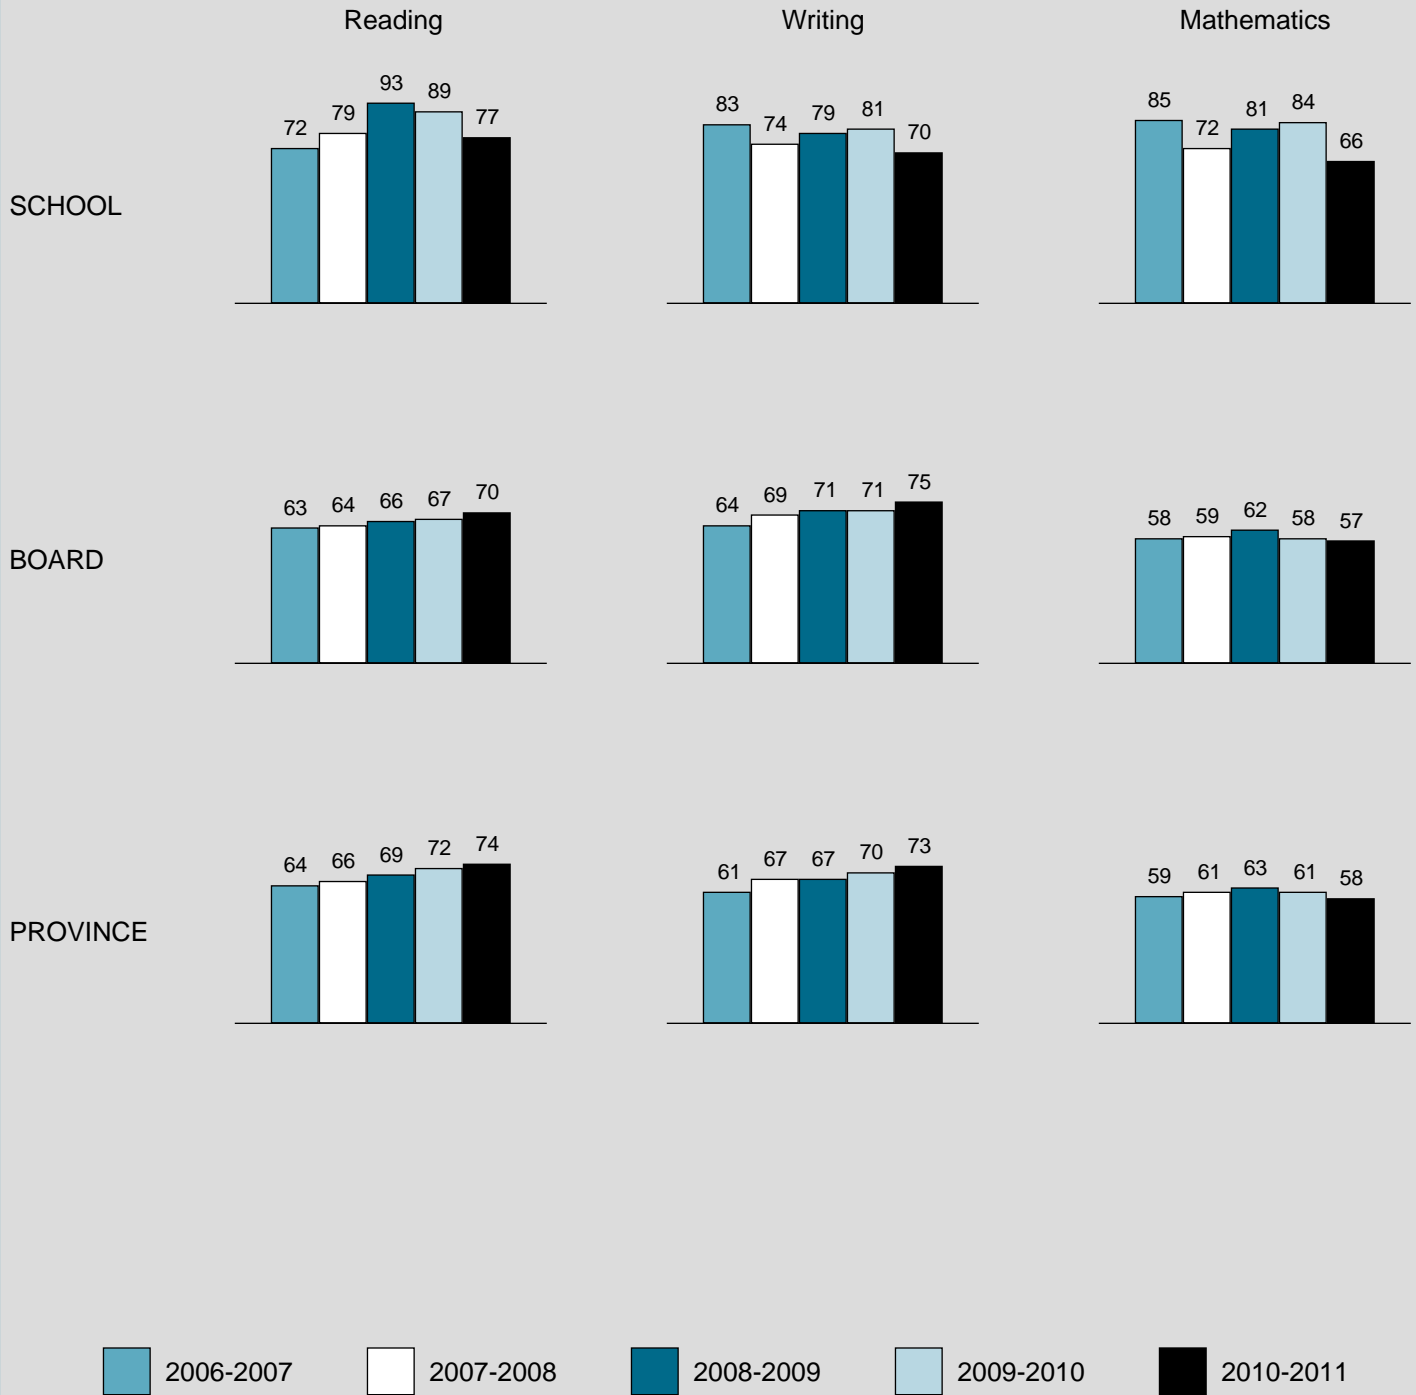 Reading Writing Mathematics
72 79 93 89 77 83 74 79 81 70 85 72 81 84 66
SCHOOL
63 64 66 67 70 64 69 71 71 75 58 59 62 58 57
BOARD
64 66 69 72 74 61 67 67 70 73 59 61 63 61 58
PROVINCE
2006-2007 2007-2008 2008-2009 2009-2010 2010-2011